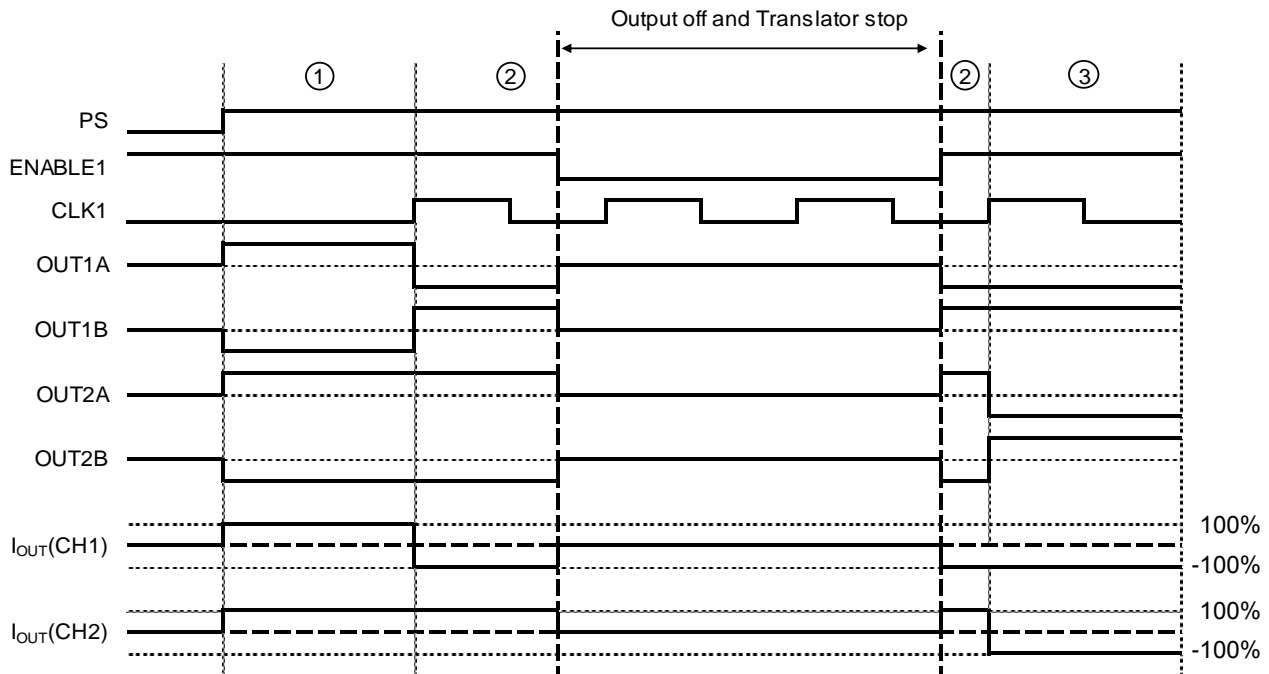 Output off and Translator stop
① ② ② ③
PS
ENABLE1
CLK1
OUT1A
OUT1B
OUT2A
OUT2B
100%
IOUT(CH1)
-100%
100%
IOUT(CH2)
-100%